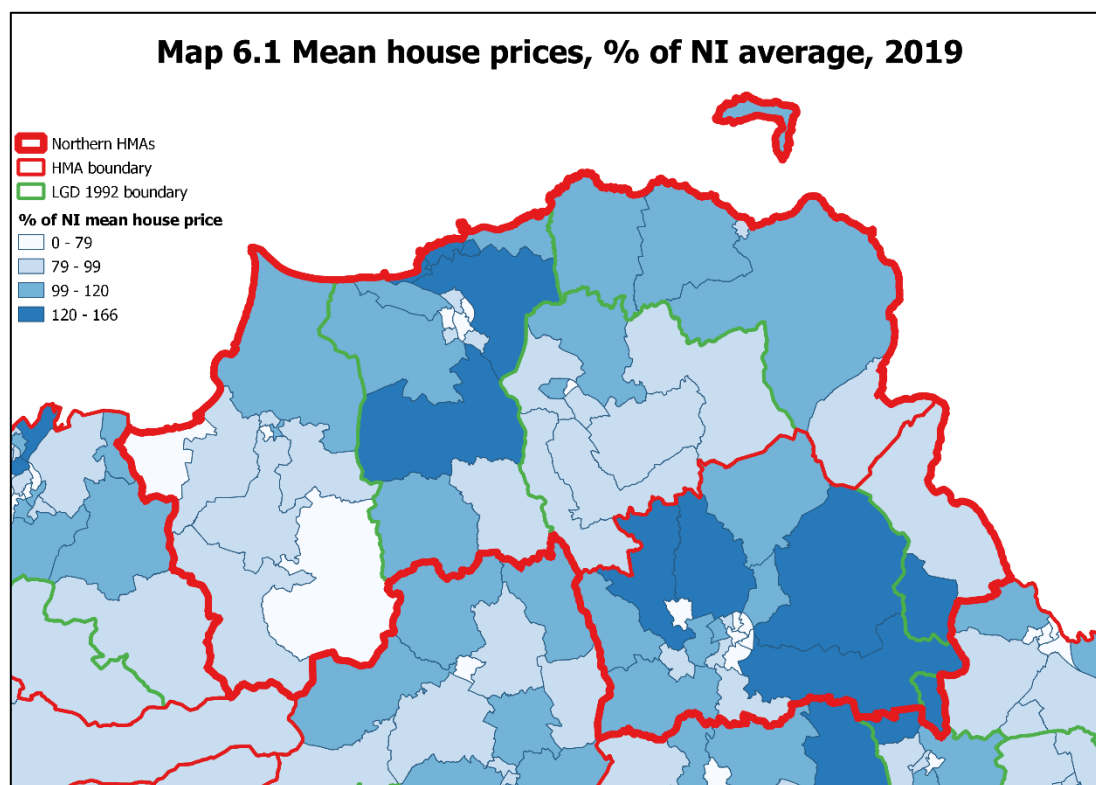 Map 6.1 Mean house prices, % of NI average, 2019
Northern HMAs
HMA boundary
LGD 1992 boundary
% of NI mean house price
0 - 79
79 - 99
99 - 120
120 - 166